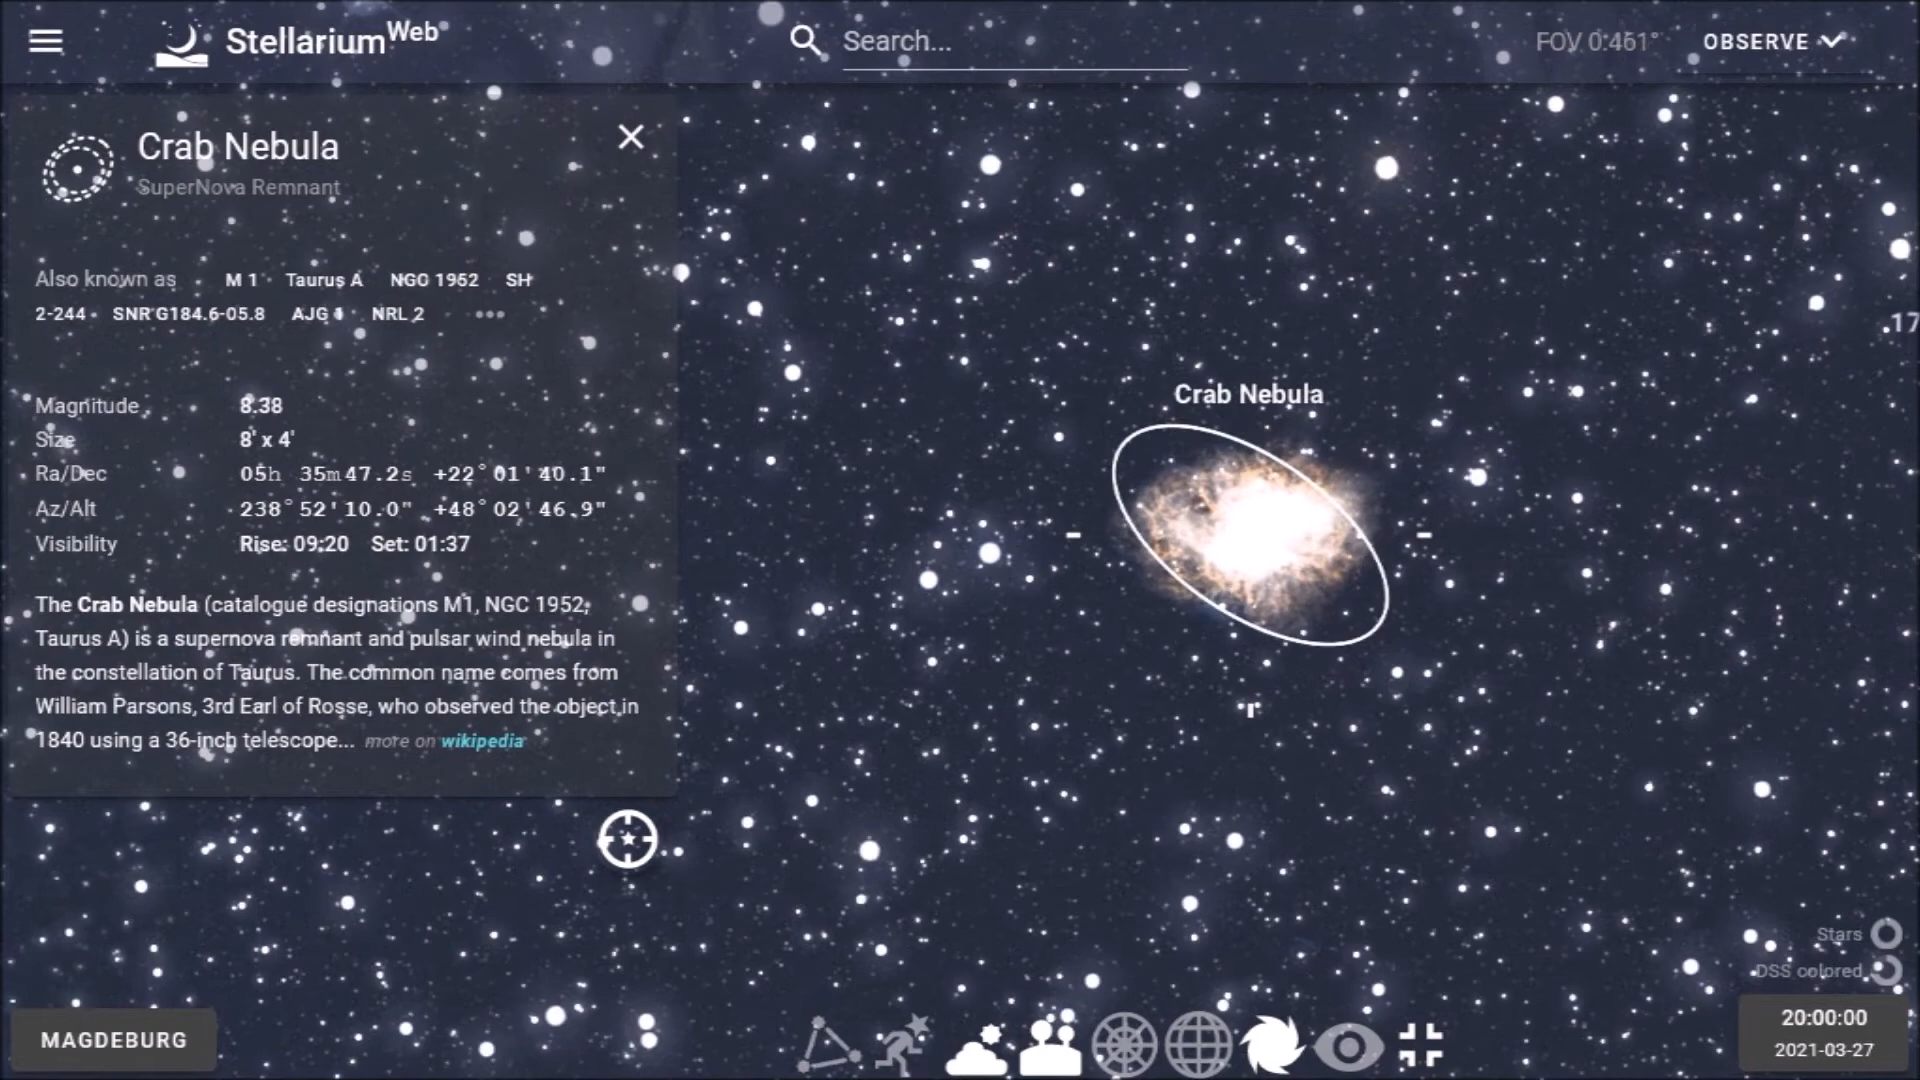 StellariumWeb
Search...
FOV 0.461°
OBSERVE
Crab Nebula
SuperNova Remnant
Also known as M 1 Taurus A NGC 1952 SH
2-244 SNR G184.6-05.8 AJG 1 NRL 2
Magnitude 8.38
Size 8' x 4'
Ra/Dec 05h 35m47.2s +22°01'40.1"
Az/Alt 238°52'10.0" +48°02'46.9"
Visibility Rise: 09:20 Set: 01:37
The Crab Nebula (catalogue designations M1, NGC 1952,
Taurus A) is a supernova remnant and pulsar wind nebula in
the constellation of Taurus. The common name comes from
William Parsons, 3rd Earl of Rosse, who observed the object in
1840 using a 36-inch telescope... more on wikipedia
17
Crab Nebula
Stars
DSS colored
MAGDEBURG
20:00:00
2021-03-27